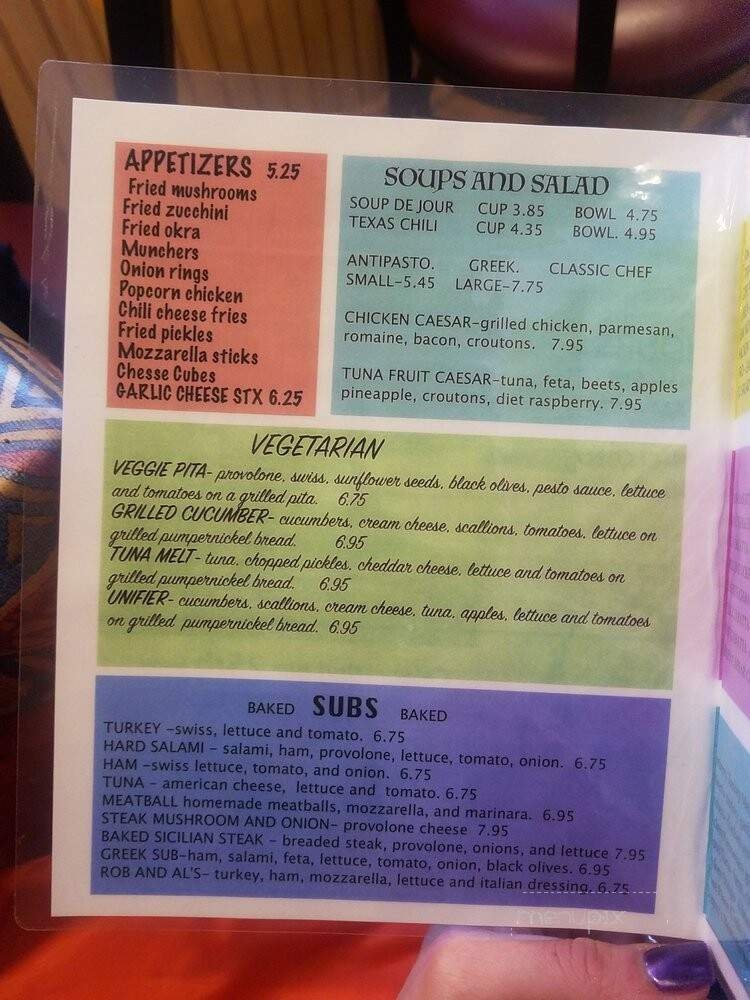 APPETIZERS 5.25
Fried mushrooms
Fried zucchini
Fried okra
Munchers
Onion rings
Popcorn chicken
Chili cheese fries
Fried pickles
Mozzarella sticks
Chesse Cubes
GARLIC CHEESE STX 6.25
SOUPS AND SALAD
SOUP DE JOUR CUP 3.85 BOWL 4.75
TEXAS CHILI CUP 4.35 BOWL. 4.95
ANTIPASTO. GREEK. CLASSIC CHEF
SMALL-5.45 LARGE-7.75
CHICKEN CAESAR-grilled chicken, parmesan,
romaine, bacon, croutons. 7.95
TUNA FRUIT CAESAR-tuna, feta, beets, apples
pineapple, croutons, diet raspberry. 7.95
VEGETARIAN
VEGGIE PITA- provolone, swiss, sunflower seeds, black olives, pesto sauce, lettuce
and tomatoes on a grilled pita. 6.75
GRILLED CUCUMBER- cucumbers, cream cheese, scallions, tomatoes, lettuce on
grilled pumpernickel bread. 6.95
TUNA MELT- tuna, chopped pickles, cheddar cheese, lettuce and tomatoes on
grilled pumpernickel bread. 6.95
UNIFIER- cucumbers, scallions, cream cheese, tuna, apples, lettuce and tomatoes
on grilled pumpernickel bread. 6.95
BAKED SUBS BAKED
TURKEY -swiss, lettuce and tomato. 6.75
HARD SALAMI - salami, ham, provolone, lettuce, tomato, onion. 6.75
HAM -swiss lettuce, tomato, and onion. 6.75
TUNA - american cheese, lettuce and tomato. 6.75
MEATBALL homemade meatballs, mozzarella, and marinara. 6.95
STEAK MUSHROOM AND ONION- provolone cheese 7.95
BAKED SICILIAN STEAK - breaded steak, provolone, onions, and lettuce 7.95
GREEK SUB-ham, salami, feta, lettuce, tomato, onion, black olives. 6.95
ROB AND AL'S- turkey, ham, mozzarella, lettuce and italian dressing. 6.75
menupix